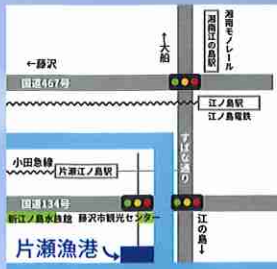 湘南モノレール
湘南江の島駅
↑大船
←藤沢
国道467号
江ノ島駅
江ノ島電鉄
すばな通り
小田急線
片瀬江ノ島駅
国道134号
新江ノ島水族館
藤沢市観光センター
江の島↓
片瀬漁港